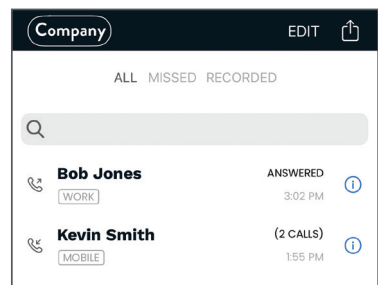 Company EDIT
ALL MISSED RECORDED
Bob Jones ANSWERED
WORK 3:02 PM
Kevin Smith (2 CALLS)
MOBILE 1:55 PM